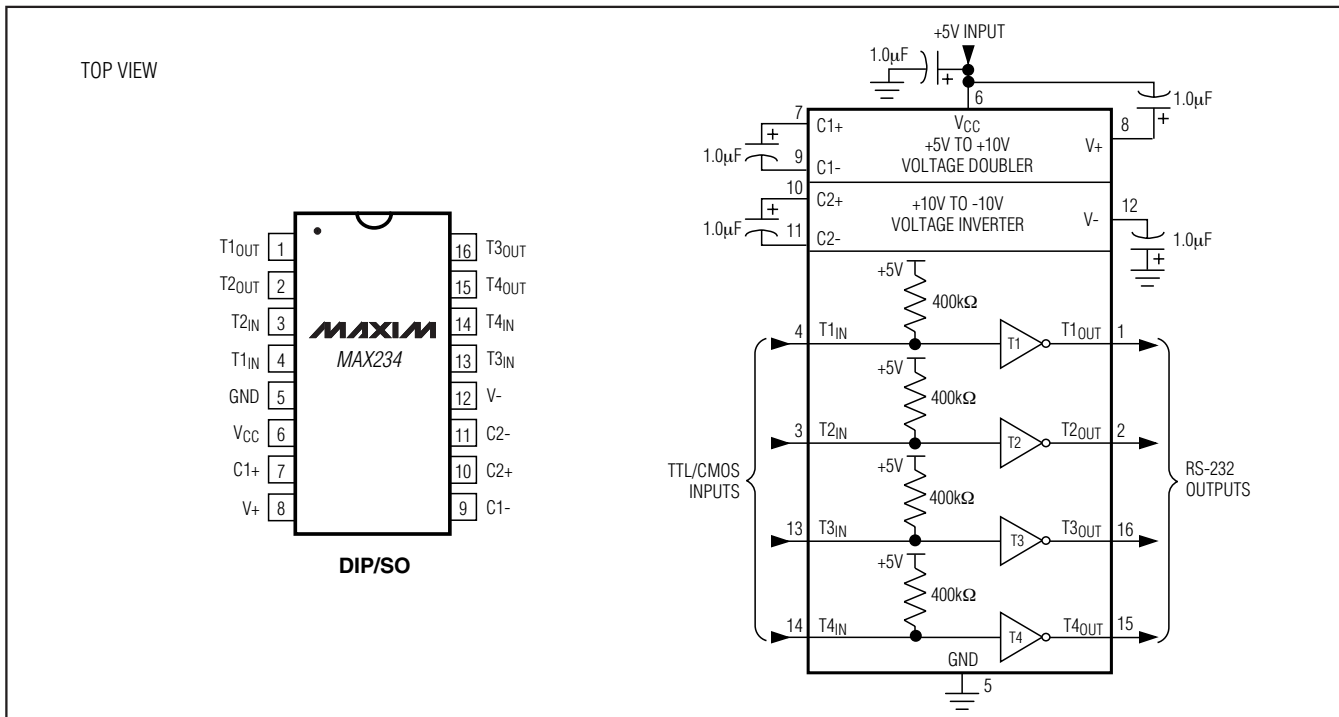 TOP VIEW
T1OUT 1
T2OUT 2
T2IN 3
T1IN 4
GND 5
VCC 6
C1+ 7
V+ 8
16 T3OUT
15 T4OUT
14 T4IN
13 T3IN
12 V-
11 C2-
10 C2+
9 C1-
MAXIM
MAX234
DIP/SO
+5V INPUT
1.0μF
+
6
1.0μF
+
7
C1+
1.0μF
+
9
C1-
VCC
+5V TO +10V
VOLTAGE DOUBLER
8
V+
10
C2+
1.0μF
+
11
C2-
+10V TO -10V
VOLTAGE INVERTER
12
V-
1.0μF
+
+5V
400kΩ
4 T1IN T1 T1OUT 1
+5V
400kΩ
3 T2IN T2 T2OUT 2
+5V
400kΩ
13 T3IN T3 T3OUT 16
+5V
400kΩ
14 T4IN T4 T4OUT 15
TTL/CMOS
INPUTS
RS-232
OUTPUTS
GND
5